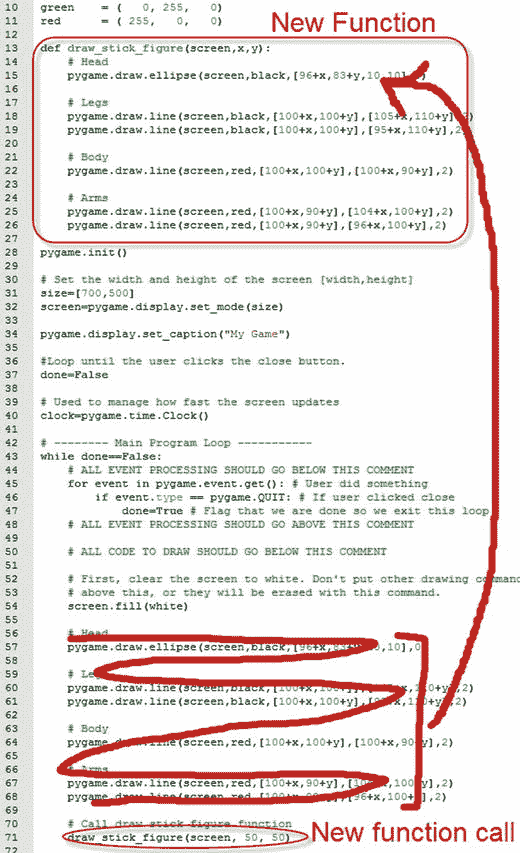 10 green    = (   0, 255,   0)
11 red      = ( 255,   0,   0)
New Function
12
13 def draw_stick_figure(screen,x,y):
14     # Head
15     pygame.draw.ellipse(screen,black,[96+x,83+y,10,10],
16
17     # Legs
18     pygame.draw.line(screen,black,[100+x,100+y],[105+x,110+y],2)
19     pygame.draw.line(screen,black,[100+x,100+y],[95+x,110+y],2)
20
21     # Body
22     pygame.draw.line(screen,red,[100+x,100+y],[100+x,90+y],2)
23
24     # Arms
25     pygame.draw.line(screen,red,[100+x,90+y],[104+x,100+y],2)
26     pygame.draw.line(screen,red,[100+x,90+y],[96+x,100+y],2)
27
28 pygame.init()
29
30 # Set the width and height of the screen [width,height]
31 size=[700,500]
32 screen=pygame.display.set_mode(size)
33
34 pygame.display.set_caption("My Game")
35
36 #Loop until the user clicks the close button.
37 done=False
38
39 # Used to manage how fast the screen updates
40 clock=pygame.time.Clock()
41
42 # -------- Main Program Loop -----------
43 while done==False:
44     # ALL EVENT PROCESSING SHOULD GO BELOW THIS COMMENT
45     for event in pygame.event.get(): # User did something
46         if event.type == pygame.QUIT: # If user clicked close
47             done=True # Flag that we are done so we exit this loop
48     # ALL EVENT PROCESSING SHOULD GO ABOVE THIS COMMENT
49
50     # ALL CODE TO DRAW SHOULD GO BELOW THIS COMMENT
51
52     # First, clear the screen to white. Don't put other drawing command
53     # above this, or they will be erased with this command.
54     screen.fill(white)
55
56     # Head
57     pygame.draw.ellipse(screen,black,[96+x,83+y,10,10],0)
58
59     # Legs
60     pygame.draw.line(screen,black,[100+x,100+y], 110+y],2)
61     pygame.draw.line(screen,black,[100+x,100+y],[95+x,110+y],2)
62
63     # Body
64     pygame.draw.line(screen,red,[100+x,100+y],[100+x,90+y],2)
65
66     # Arms
67     pygame.draw.line(screen,red,[100+x,90+y],[104+x,100+y],2)
68     pygame.draw.line(screen,red,[100+x,90+y],[96+x,100+y],2)
69
70     # Call draw stick figure function
71     draw_stick_figure(screen, 50, 50)
New function call
72